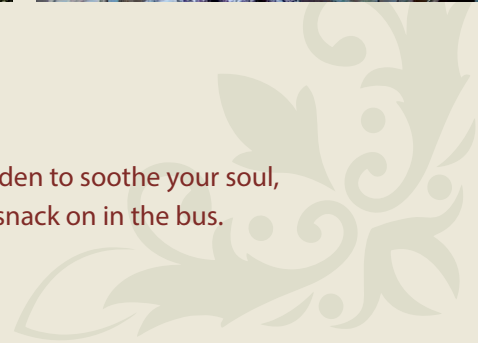 den to soothe your soul,
snack on in the bus.